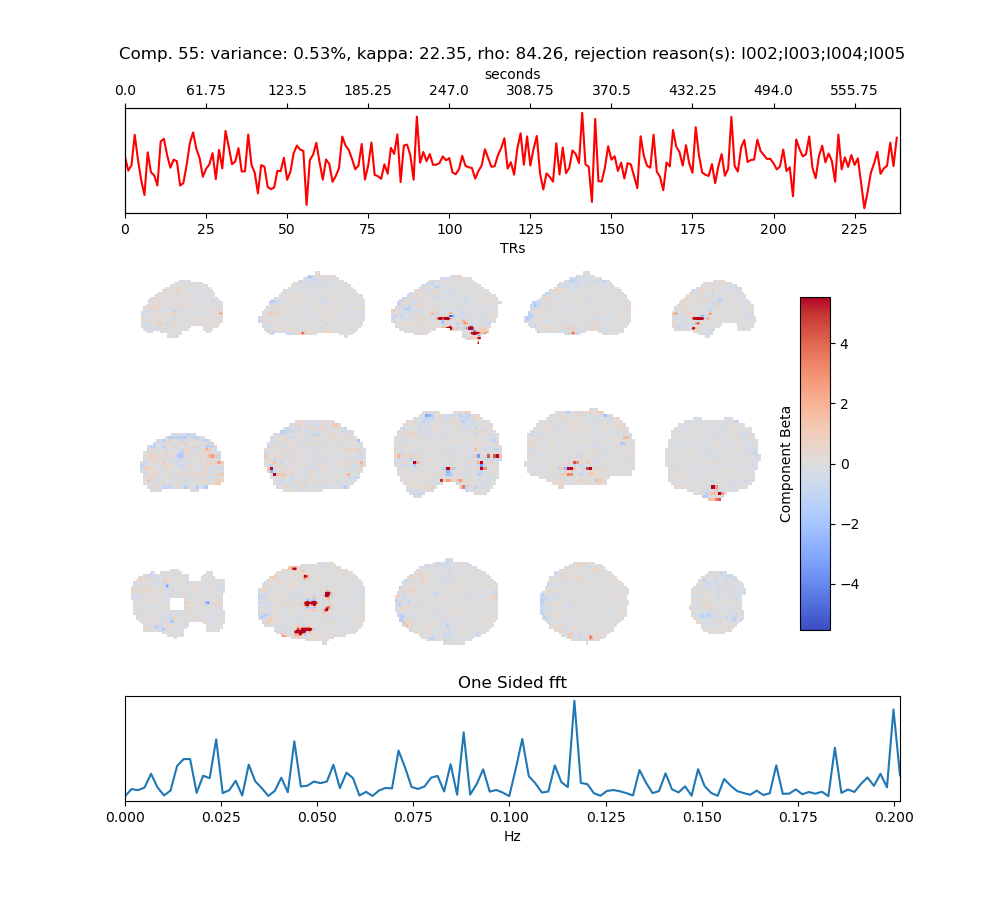 Comp. 55: variance: 0.53%, kappa: 22.35, rho: 84.26, rejection reason(s): I002;I003;I004;I005
seconds
0.0 61.75 123.5 185.25 247.0 308.75 370.5 432.25 494.0 555.75
0 25 50 75 100 125 150 175 200 225
TRs
4
2
0
−2
−4
Component Beta
One Sided fft
0.000 0.025 0.050 0.075 0.100 0.125 0.150 0.175 0.200
Hz